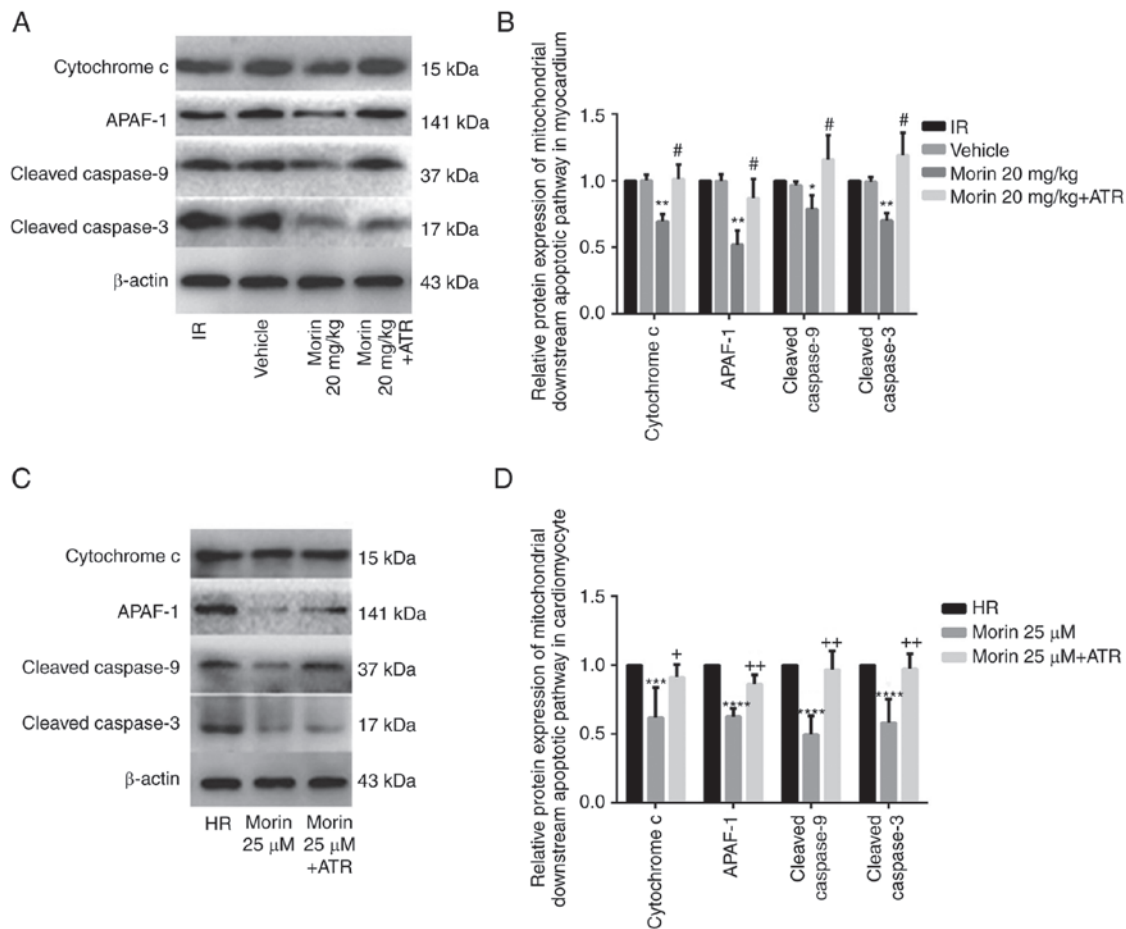 A
Cytochrome c
15 kDa
APAF-1
141 kDa
Cleaved caspase-9
37 kDa
Cleaved caspase-3
17 kDa
β-actin
43 kDa
IR
Vehicle
Morin
20 mg/kg
Morin
20 mg/kg
+ATR
B
Relative protein expression of mitochondrial
downstream apoptotic pathway in myocardium
1.5
1.0
0.5
0.0
**
#
**
#
*
#
**
#
Cytochrome c
APAF-1
Cleaved
caspase-9
Cleaved
caspase-3
IR
Vehicle
Morin 20 mg/kg
Morin 20 mg/kg+ATR
C
Cytochrome c
15 kDa
APAF-1
141 kDa
Cleaved caspase-9
37 kDa
Cleaved caspase-3
17 kDa
β-actin
43 kDa
HR
Morin
25 μM
Morin
25 μM
+ATR
D
Relative protein expression of mitochondrial
downstream apoptotic pathway in cardiomyocyte
1.5
1.0
0.5
0.0
***
+
****
++
****
++
****
++
Cytochrome c
APAF-1
Cleaved
caspase-9
Cleaved
caspase-3
HR
Morin 25 μM
Morin 25 μM+ATR